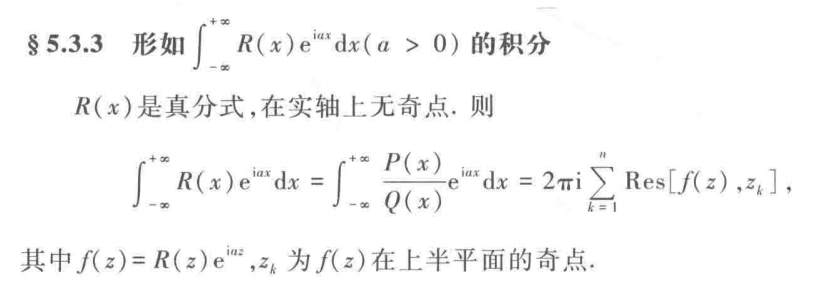 §5.3.3 形如 ∫_{-∞}^{+∞} R(x)e^{iax}dx(a > 0) 的积分
R(x)是真分式,在实轴上无奇点. 则
∫_{-∞}^{+∞} R(x)e^{iax}dx = ∫_{-∞}^{+∞} \frac{P(x)}{Q(x)} e^{iax}dx = 2πi ∑_{k=1}^{n} Res[f(z),z_k],
其中 f(z)= R(z)e^{iaz},z_k 为 f(z)在上半平面的奇点.